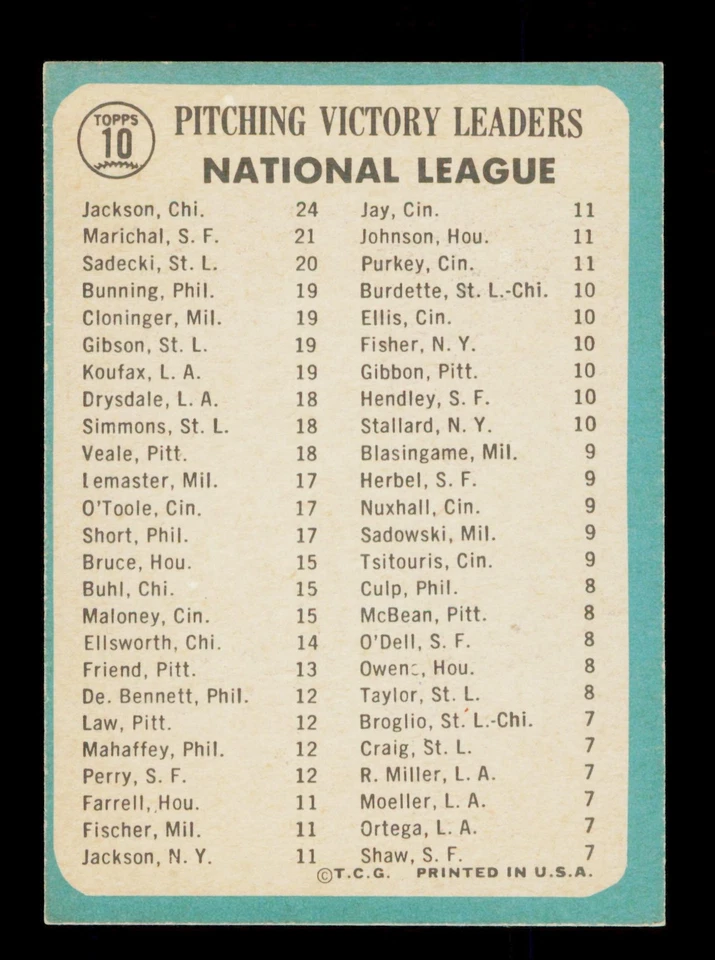 TOPPS
10
PITCHING VICTORY LEADERS
NATIONAL LEAGUE
Jackson, Chi. 24
Marichal, S. F. 21
Sadecki, St. L. 20
Bunning, Phil. 19
Cloninger, Mil. 19
Gibson, St. L. 19
Koufax, L. A. 19
Drysdale, L. A. 18
Simmons, St. L. 18
Veale, Pitt. 18
Lemaster, Mil. 17
O'Toole, Cin. 17
Short, Phil. 17
Bruce, Hou. 15
Buhl, Chi. 15
Maloney, Cin. 15
Ellsworth, Chi. 14
Friend, Pitt. 13
De. Bennett, Phil. 12
Law, Pitt. 12
Mahaffey, Phil. 12
Perry, S. F. 12
Farrell, Hou. 11
Fischer, Mil. 11
Jackson, N. Y. 11
Jay, Cin. 11
Johnson, Hou. 11
Purkey, Cin. 11
Burdette, St. L.-Chi. 10
Ellis, Cin. 10
Fisher, N. Y. 10
Gibbon, Pitt. 10
Hendley, S. F. 10
Stallard, N. Y. 10
Blasingame, Mil. 9
Herbel, S. F. 9
Nuxhall, Cin. 9
Sadowski, Mil. 9
Tsitouris, Cin. 9
Culp, Phil. 8
McBean, Pitt. 8
O'Dell, S. F. 8
Owens, Hou. 8
Taylor, St. L. 8
Broglio, St. L.-Chi. 7
Craig, St. L. 7
R. Miller, L. A. 7
Moeller, L. A. 7
Ortega, L. A. 7
Shaw, S. F. 7
©T.C.G. PRINTED IN U.S.A.